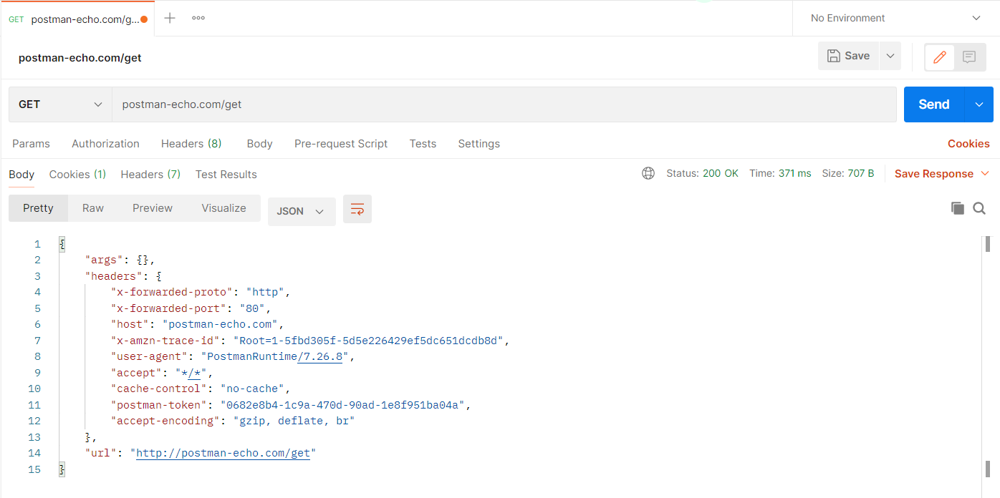 GET postman-echo.com/g... No Environment
postman-echo.com/get Save
GET postman-echo.com/get Send
Params Authorization Headers (8) Body Pre-request Script Tests Settings Cookies
Body Cookies (1) Headers (7) Test Results Status: 200 OK Time: 371 ms Size: 707 B Save Response
Pretty Raw Preview Visualize JSON
1 {
2 "args": {},
3 "headers": {
4 "x-forwarded-proto": "http",
5 "x-forwarded-port": "80",
6 "host": "postman-echo.com",
7 "x-amzn-trace-id": "Root=1-5fbd305f-5d5e226429ef5dc651dcdb8d",
8 "user-agent": "PostmanRuntime/7.26.8",
9 "accept": "*/*",
10 "cache-control": "no-cache",
11 "postman-token": "0682e8b4-1c9a-470d-90ad-1e8f951ba04a",
12 "accept-encoding": "gzip, deflate, br"
13 },
14 "url": "http://postman-echo.com/get"
15 }